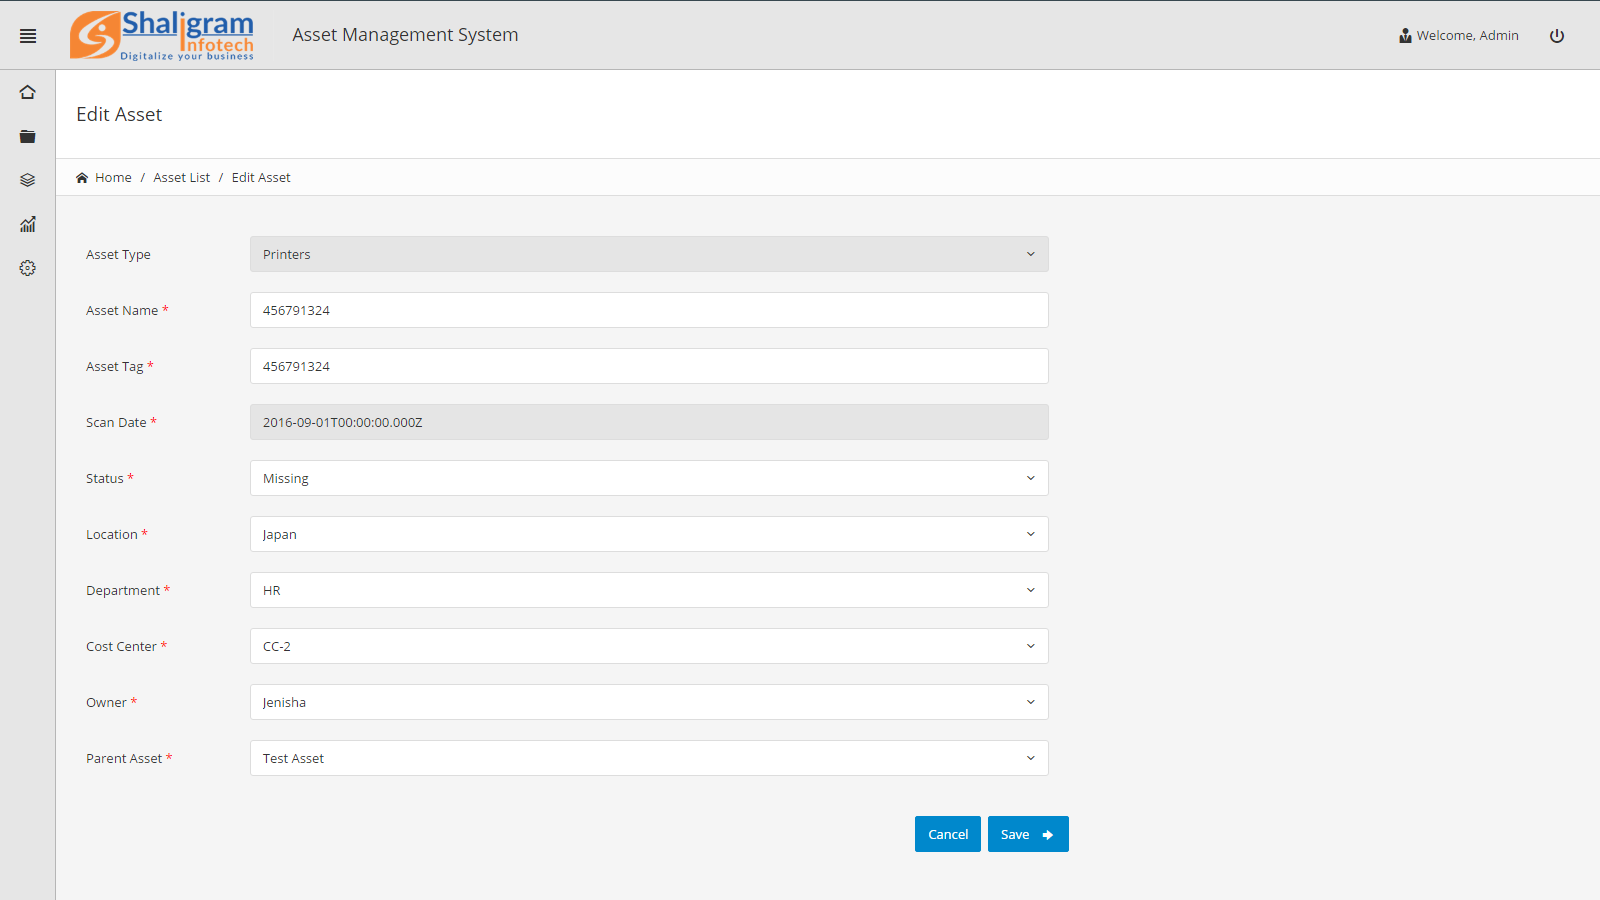 Shaligram
Infotech
Digitalize your business
Asset Management System
Welcome, Admin
Edit Asset
Home / Asset List / Edit Asset
Asset Type
Printers
Asset Name *
456791324
Asset Tag *
456791324
Scan Date *
2016-09-01T00:00:00.000Z
Status *
Missing
Location *
Japan
Department *
HR
Cost Center *
CC-2
Owner *
Jenisha
Parent Asset *
Test Asset
Cancel
Save